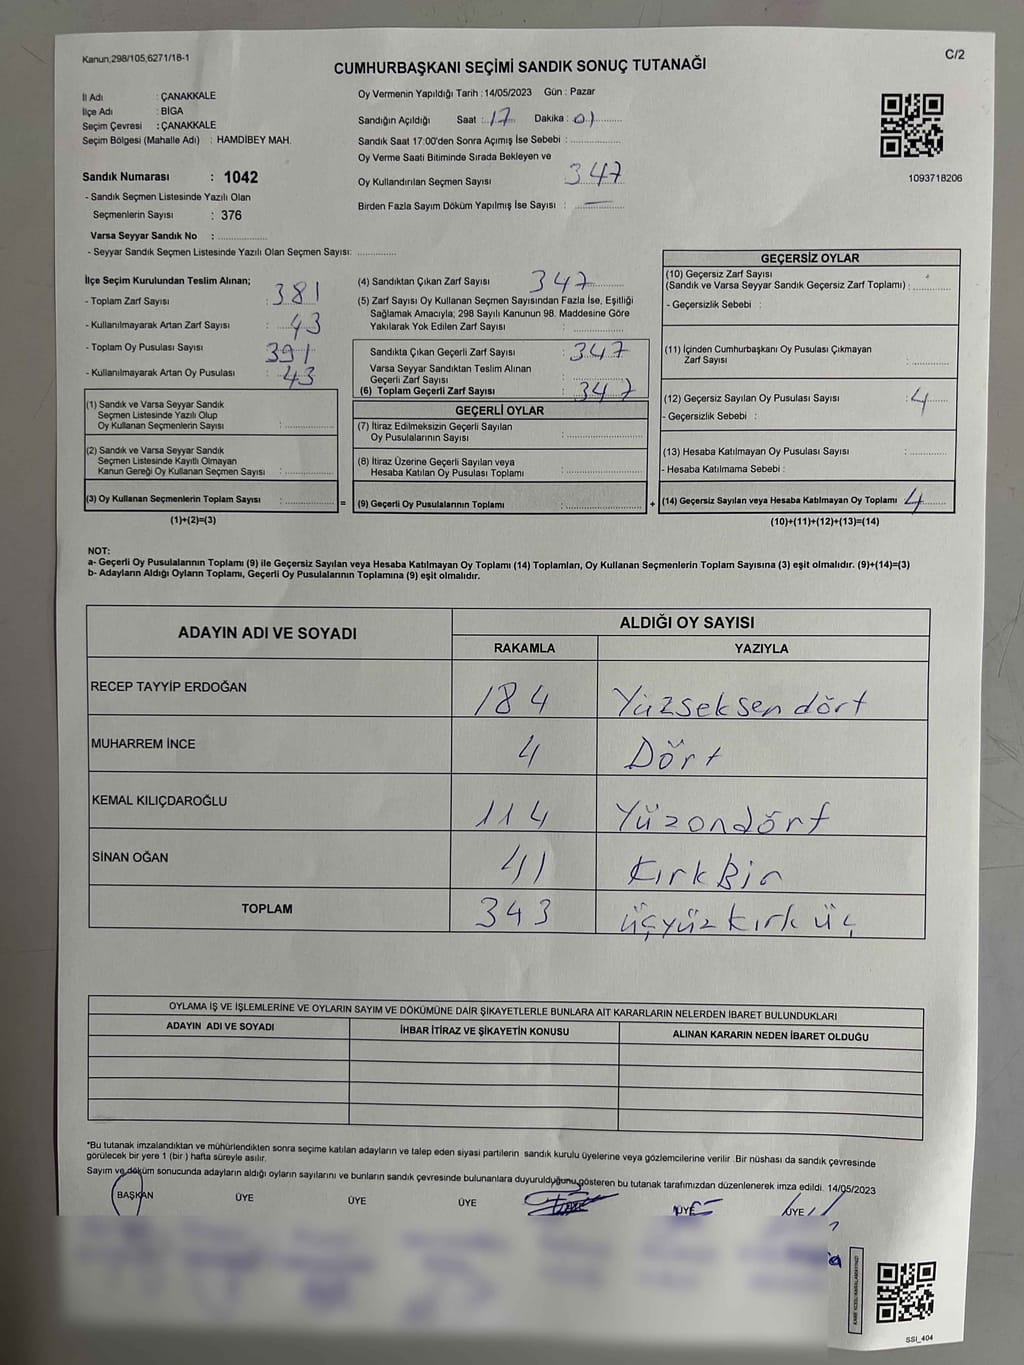 Kanun,298/105,6271/18-1
C/2
CUMHURBAŞKANI SEÇİMİ SANDIK SONUÇ TUTANAĞI
İl Adı : ÇANAKKALE
İlçe Adı : BİGA
Seçim Çevresi : ÇANAKKALE
Seçim Bölgesi (Mahalle Adı) : HAMDİBEY MAH.
Oy Vermenin Yapıldığı Tarih : 14/05/2023 Gün : Pazar
Sandığın Açıldığı Saat : 17 Dakika : 01
Sandık Saat 17:00'den Sonra Açımış İse Sebebi :
Oy Verme Saati Bitiminde Sırada Bekleyen ve
Oy Kullandırılan Seçmen Sayısı 347
Birden Fazla Sayım Döküm Yapılmış İse Sayısı : —
1093718206
Sandık Numarası : 1042
- Sandık Seçmen Listesinde Yazılı Olan
Seçmenlerin Sayısı : 376
Varsa Seyyar Sandık No :
- Seyyar Sandık Seçmen Listesinde Yazılı Olan Seçmen Sayısı:
İlçe Seçim Kurulundan Teslim Alınan;
- Toplam Zarf Sayısı : 381
- Kullanılmayarak Artan Zarf Sayısı : 43
- Toplam Oy Pusulası Sayısı : 391
- Kullanılmayarak Artan Oy Pusulası : 43
(1) Sandık ve Varsa Seyyar Sandık
Seçmen Listesinde Yazılı Olup
Oy Kullanan Seçmenlerin Sayısı :
(2) Sandık ve Varsa Seyyar Sandık
Seçmen Listesinde Kayıtlı Olmayan
Kanun Gereği Oy Kullanan Seçmen Sayısı :
(3) Oy Kullanan Seçmenlerin Toplam Sayısı : =
(1)+(2)=(3)
(4) Sandıktan Çıkan Zarf Sayısı : 347
(5) Zarf Sayısı Oy Kullanan Seçmen Sayısından Fazla İse, Eşitliği
Sağlamak Amacıyla; 298 Sayılı Kanunun 98. Maddesine Göre
Yakılarak Yok Edilen Zarf Sayısı :
Sandıkta Çıkan Geçerli Zarf Sayısı : 347
Varsa Seyyar Sandıktan Teslim Alınan
Geçerli Zarf Sayısı :
(6) Toplam Geçerli Zarf Sayısı : 347
GEÇERLİ OYLAR
(7) İtiraz Edilmeksizin Geçerli Sayılan
Oy Pusulalarının Sayısı :
(8) İtiraz Üzerine Geçerli Sayılan veya
Hesaba Katılan Oy Pusulası Toplamı :
(9) Geçerli Oy Pusulalarının Toplamı : +
GEÇERSİZ OYLAR
(10) Geçersiz Zarf Sayısı
(Sandık ve Varsa Seyyar Sandık Geçersiz Zarf Toplamı) :
- Geçersizlik Sebebi :
(11) İçinden Cumhurbaşkanı Oy Pusulası Çıkmayan
Zarf Sayısı :
(12) Geçersiz Sayılan Oy Pusulası Sayısı : 4
- Geçersizlik Sebebi :
(13) Hesaba Katılmayan Oy Pusulası Sayısı :
- Hesaba Katılmama Sebebi :
(14) Geçersiz Sayılan veya Hesaba Katılmayan Oy Toplamı 4
(10)+(11)+(12)+(13)=(14)
NOT:
a- Geçerli Oy Pusulalarının Toplamı (9) ile Geçersiz Sayılan veya Hesaba Katılmayan Oy Toplamı (14) Toplamları, Oy Kullanan Seçmenlerin Toplam Sayısına (3) eşit olmalıdır. (9)+(14)=(3)
b- Adayların Aldığı Oyların Toplamı, Geçerli Oy Pusulalarının Toplamına (9) eşit olmalıdır.
ADAYIN ADI VE SOYADI
ALDIĞI OY SAYISI
RAKAMLA YAZIYLA
RECEP TAYYİP ERDOĞAN 184 Yüzseksendört
MUHARREM İNCE 4 Dört
KEMAL KILIÇDAROĞLU 114 Yüzondört
SİNAN OĞAN 41 KırkBir
TOPLAM 343 üçyüzkırküç
OYLAMA İŞ VE İŞLEMLERİNE VE OYLARIN SAYIM VE DÖKÜMÜNE DAİR ŞİKAYETLERLE BUNLARA AİT KARARLARIN NELERDEN İBARET BULUNDUKLARI
ADAYIN ADI VE SOYADI İHBAR İTİRAZ VE ŞİKAYETİN KONUSU ALINAN KARARIN NEDEN İBARET OLDUĞU
*Bu tutanak imzalandıktan ve mühürlendikten sonra seçime katılan adayların ve talep eden siyasi partilerin sandık kurulu üyelerine veya gözlemcilerine verilir .Bir nüshası da sandık çevresinde
görülecek bir yere 1 (bir ) hafta süreyle asılır.
Sayım ve döküm sonucunda adayların aldığı oyların sayılarını ve bunların sandık çevresinde bulunanlara duyurulduğunu gösteren bu tutanak tarafımızdan düzenlenerek imza edildi. 14/05/2023
BAŞKAN ÜYE ÜYE ÜYE ÜYE ÜYE
SSI_404